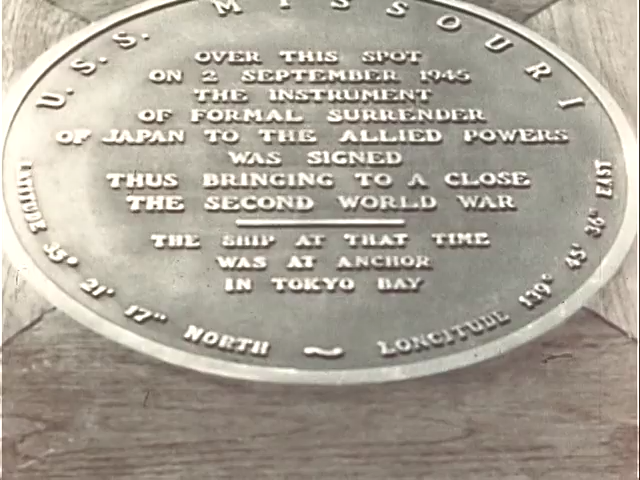 U.S.S. MISSOURI
OVER THIS SPOT
ON 2 SEPTEMBER 1945
THE INSTRUMENT
OF FORMAL SURRENDER
OF JAPAN TO THE ALLIED POWERS
WAS SIGNED
THUS BRINGING TO A CLOSE
THE SECOND WORLD WAR
THE SHIP AT THAT TIME
WAS AT ANCHOR
IN TOKYO BAY
LATITUDE 35° 21' 17" NORTH ~ LONGITUDE 139° 45' 36" EAST